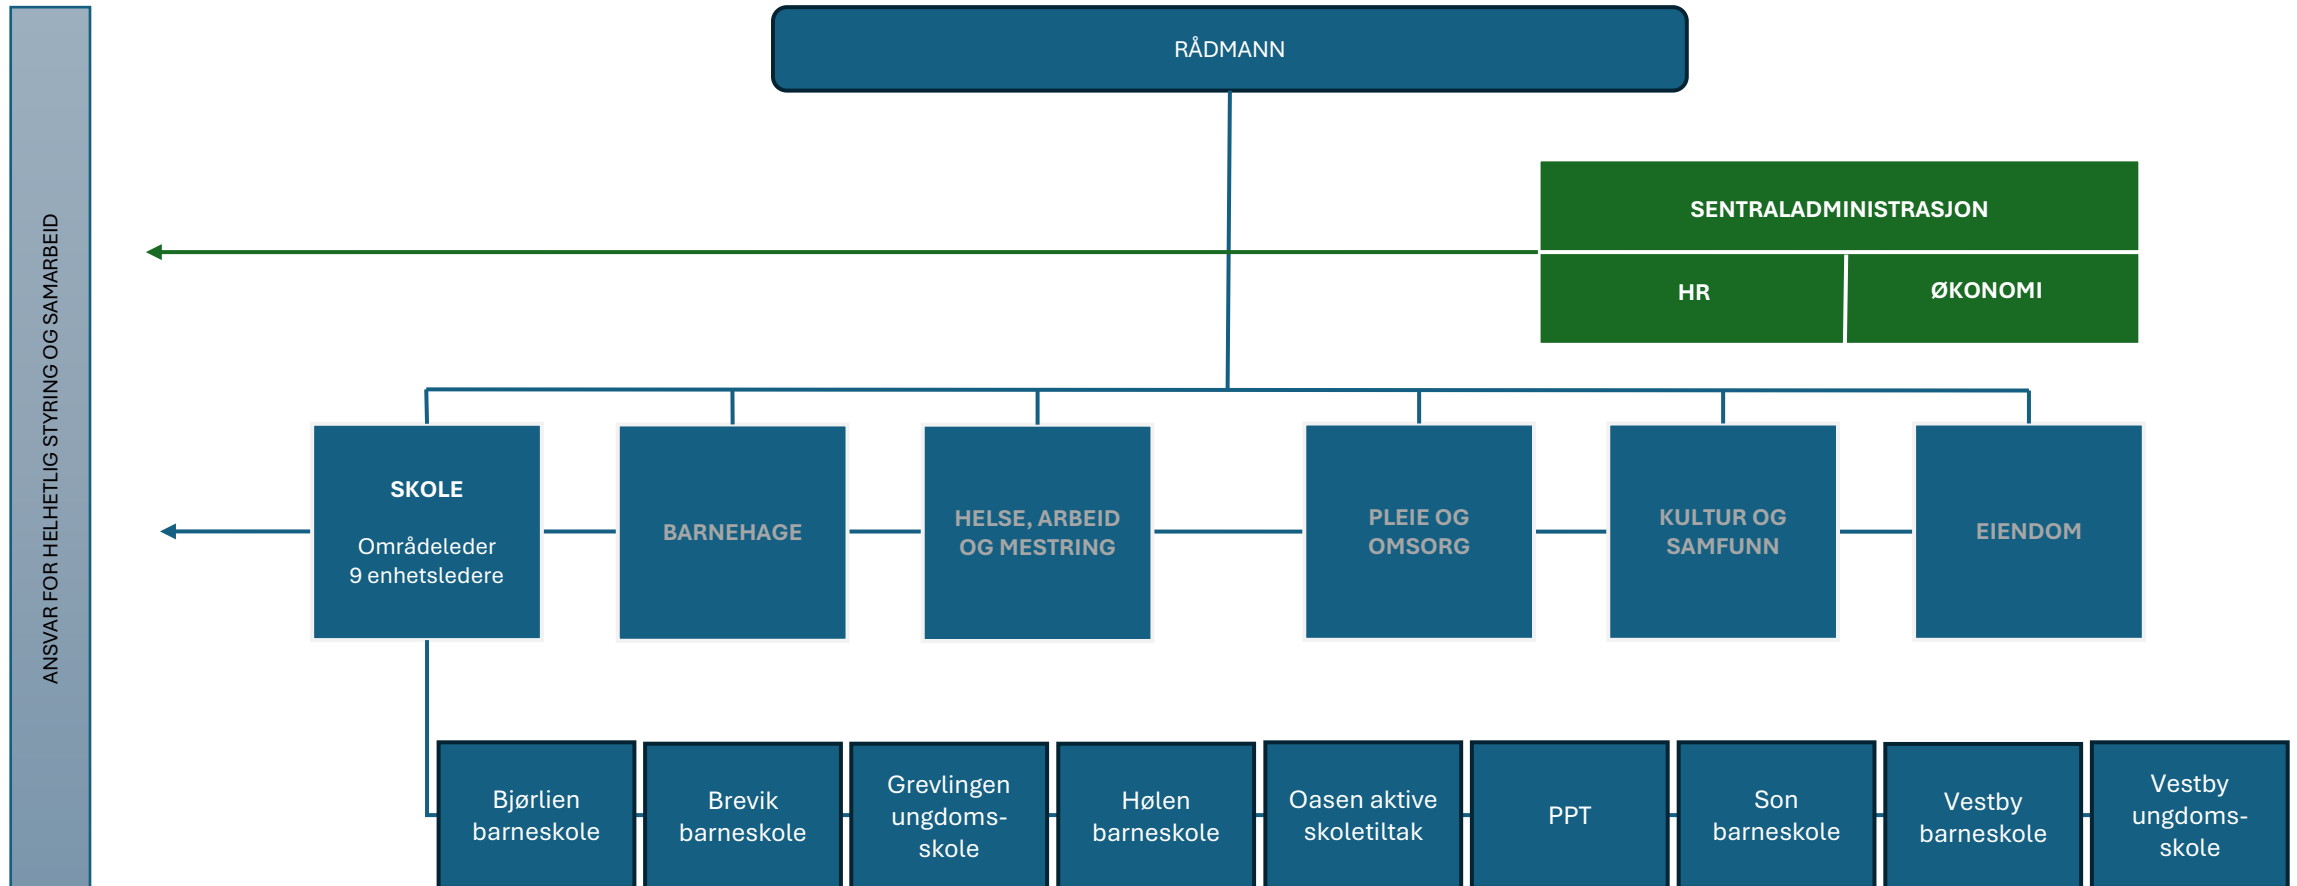 RÅDMANN
SENTRALADMINISTRASJON
HR
ØKONOMI
ANSVAR FOR HELHETLIG STYRING OG SAMARBEID
SKOLE
Områdeleder
9 enhetsledere
BARNEHAGE
HELSE, ARBEID
OG MESTRING
PLEIE OG
OMSORG
KULTUR OG
SAMFUNN
EIENDOM
Bjørlien
barneskole
Brevik
barneskole
Grevlingen
ungdoms-
skole
Hølen
barneskole
Oasen aktive
skoletiltak
PPT
Son
barneskole
Vestby
barneskole
Vestby
ungdoms-
skole